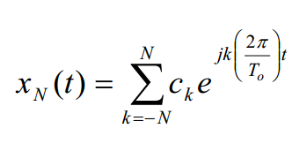 x_N(t) = \sum_{k=-N}^{N} c_k e^{jk\left(\frac{2\pi}{T_o}\right)t}